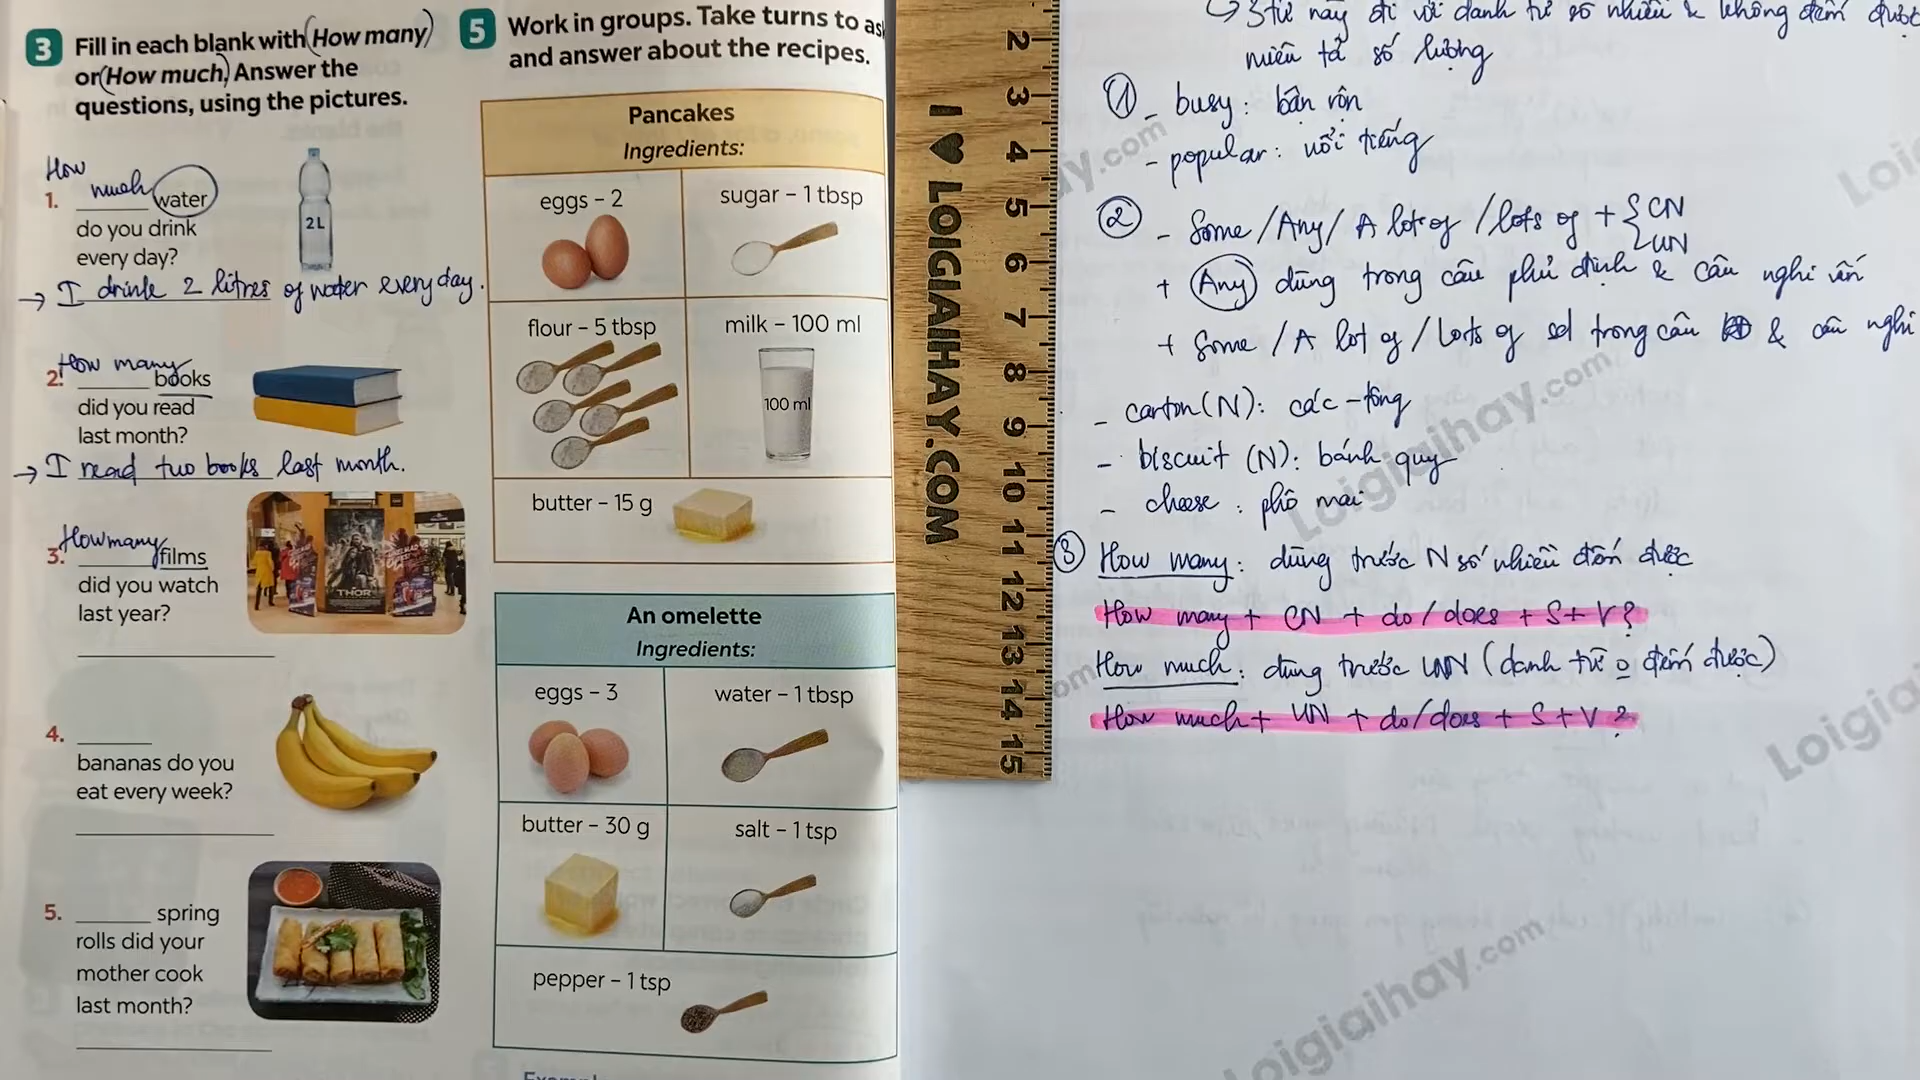 3 Fill in each blank with (How many)
or (How much). Answer the
questions, using the pictures.
How
much
1. ______ water
do you drink
every day?
2L
→ I drink 2 litres of water every day.
How many
2. ______ books
did you read
last month?
→ I read two books last month.
How many
3. ______ films
did you watch
last year?
THOR
4. ______
bananas do you
eat every week?
5. ______ spring
rolls did your
mother cook
last month?
5 Work in groups. Take turns to as
and answer about the recipes.
Pancakes
Ingredients:
eggs – 2
sugar – 1 tbsp
flour – 5 tbsp
milk – 100 ml
100 ml
butter – 15 g
An omelette
Ingredients:
eggs – 3
water – 1 tbsp
butter – 30 g
salt – 1 tsp
pepper – 1 tsp
I ♥ LOIGIAIHAY.COM
2 3 4 5 6 7 8 9 10 11 12 13 14 15
↪ 3 từ này đi với danh từ số nhiều & không đếm được
miêu tả số lượng
① - busy: bận rộn
- popular: nổi tiếng
② - Some / Any / A lot of / lots of + { CN
UN
+ Any dùng trong câu phủ định & câu nghi vấn
+ Some / A lot of / Lots of sd trong câu & câu nghi
- carton (N): các-tông
- biscuit (N): bánh quy
- cheese: phô mai
③ How many: dùng trước N số nhiều đếm được
How many + CN + do / does + S + V?
How much: dùng trước UNN (danh từ o đếm được)
How much + UN + do/does + S + V?
Loigiaihay.com
Loigiaihay.com